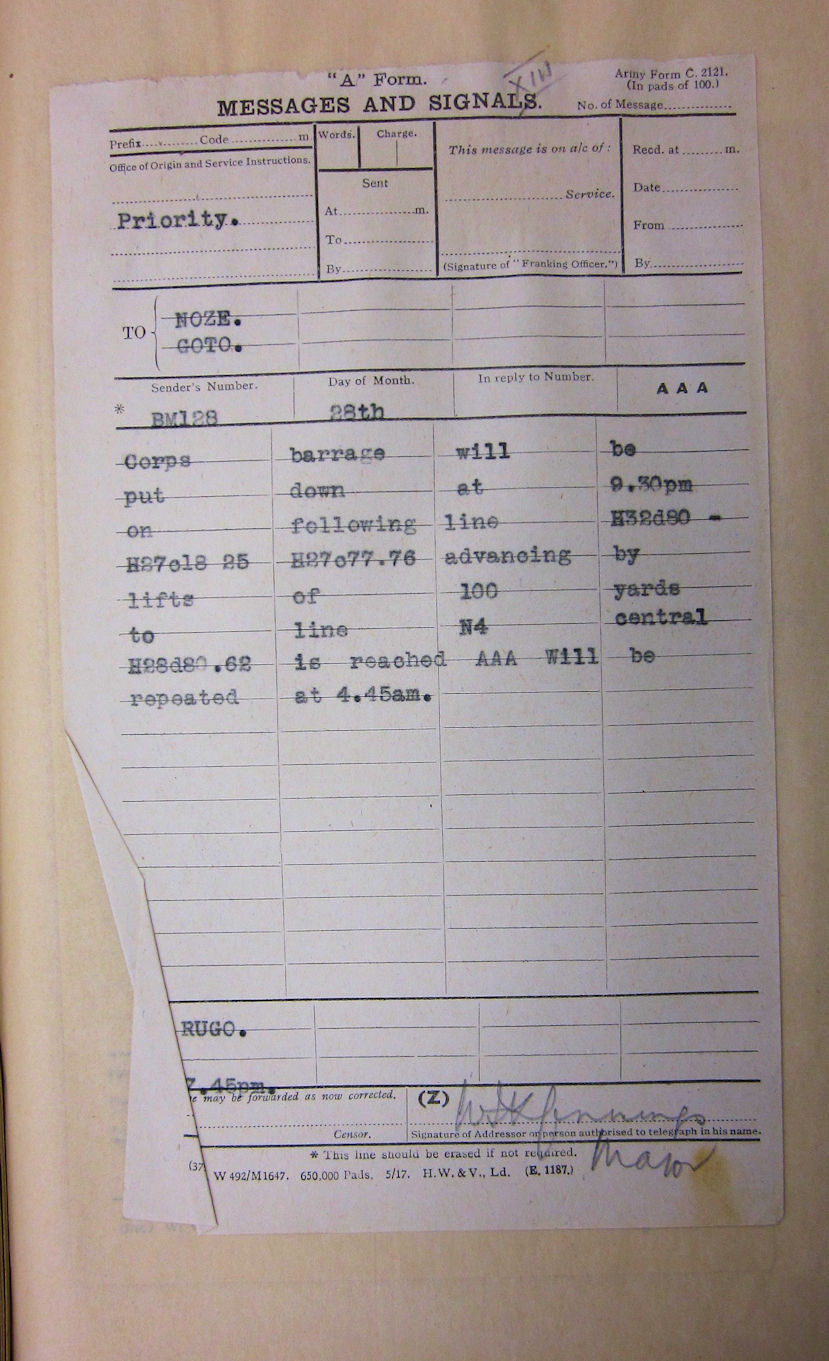 "A" Form.
XIII
Army Form C. 2121.
(In pads of 100.)
MESSAGES AND SIGNALS.
No. of Message
Prefix Code m
Words. Charge.
This message is on a/c of :
Recd. at m.
Office of Origin and Service Instructions.
Sent
Service.
Date
Priority.
At m.
From
To
By
(Signature of "Franking Officer.")
By
TO
NOZE.
GOTO.
Sender's Number. Day of Month. In reply to Number. AAA
* BM128 28th
Corps barrage will be
put down at 9.30pm
on following line H32d80 -
H27c18 25 H27c77.76 advancing by
lifts of 100 yards
to line N4 central
H28d80.62 is reached AAA Will be
repeated at 4.45am.
RUGO.
7.45pm.
e may be forwarded as now corrected. (Z)
Jennings
Censor. Signature of Addressor or person authorised to telegraph in his name.
* This line should be erased if not required.
Major
(37 W 492/M1647. 650,000 Pads. 5/17. H.W.&V., Ld. (E. 1187.)